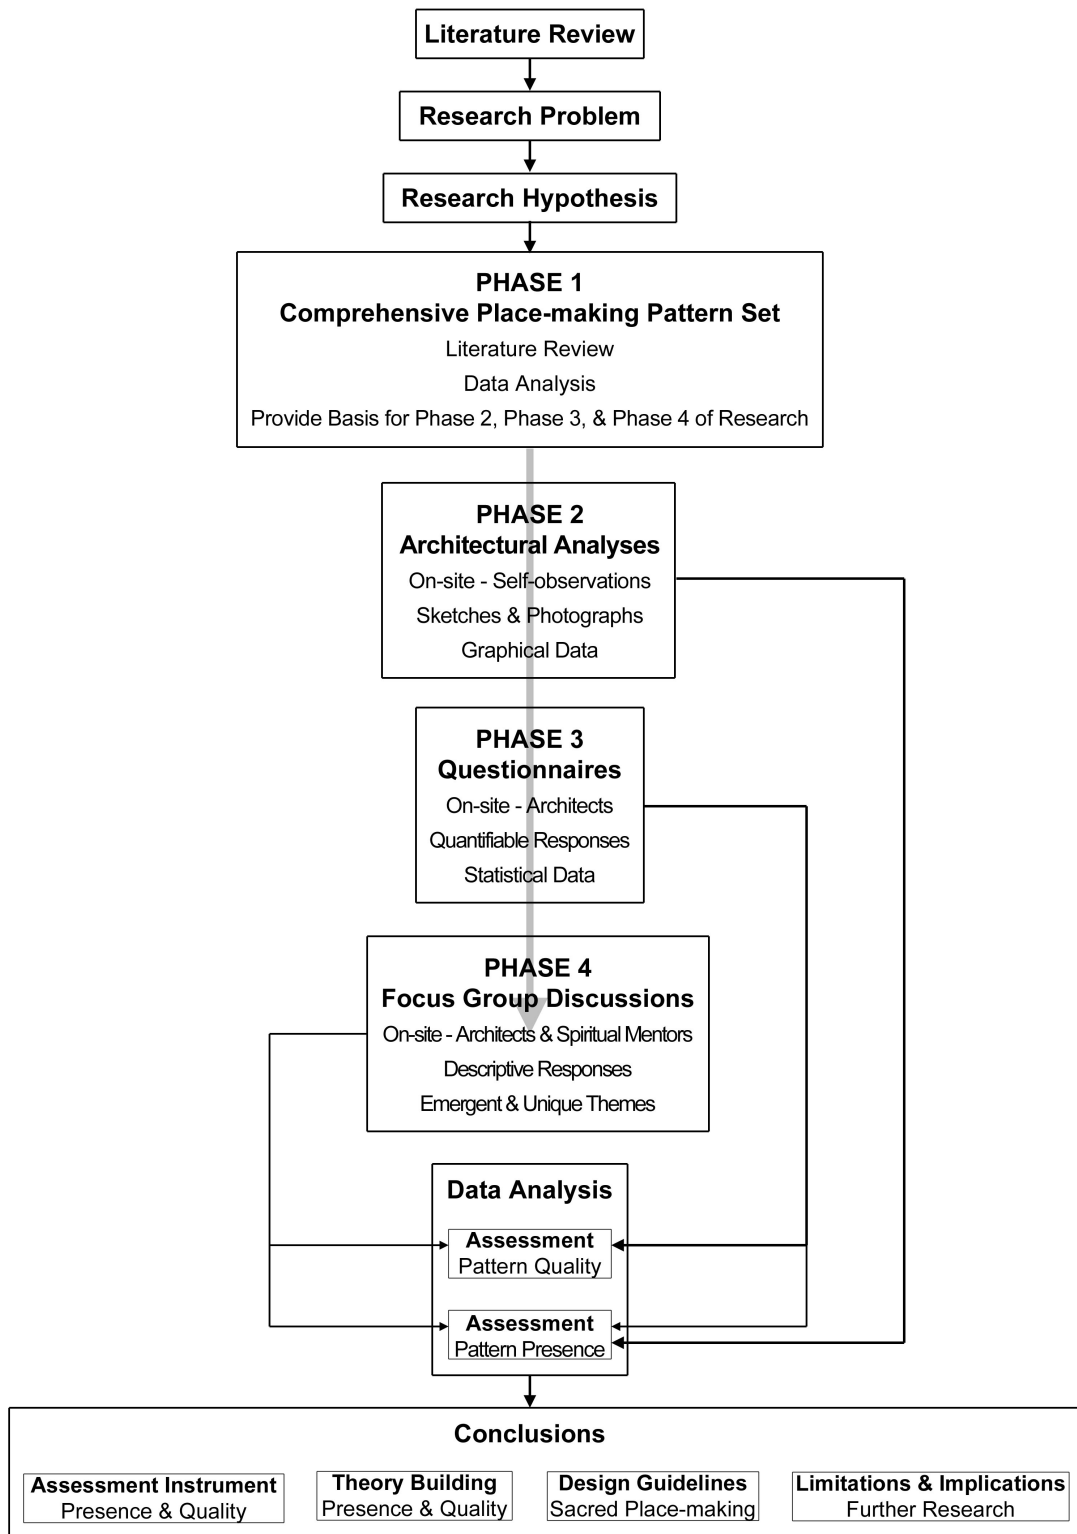 Literature Review
Research Problem
Research Hypothesis
PHASE 1
Comprehensive Place-making Pattern Set
Literature Review
Data Analysis
Provide Basis for Phase 2, Phase 3, & Phase 4 of Research
PHASE 2
Architectural Analyses
On-site - Self-observations
Sketches & Photographs
Graphical Data
PHASE 3
Questionnaires
On-site - Architects
Quantifiable Responses
Statistical Data
PHASE 4
Focus Group Discussions
On-site - Architects & Spiritual Mentors
Descriptive Responses
Emergent & Unique Themes
Data Analysis
Assessment
Pattern Quality
Assessment
Pattern Presence
Conclusions
Assessment Instrument
Presence & Quality
Theory Building
Presence & Quality
Design Guidelines
Sacred Place-making
Limitations & Implications
Further Research